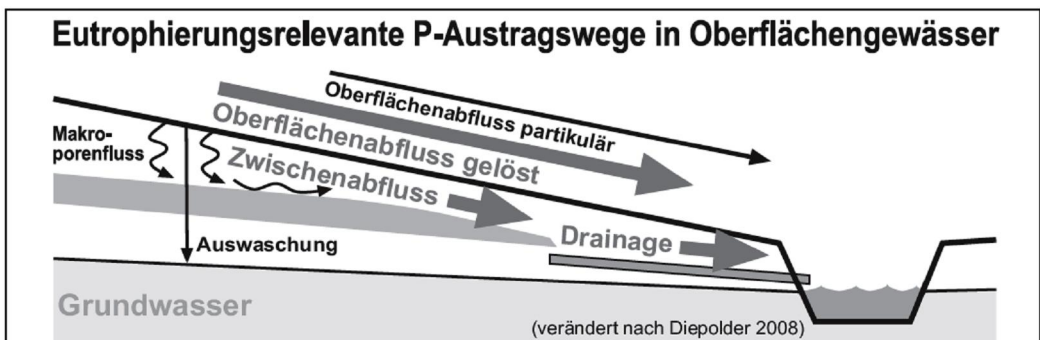 Eutrophierungsrelevante P-Austragswege in Oberflächengewässer
Oberflächenabfluss partikulär
Oberflächenabfluss gelöst
Makro-
porenfluss
Zwischenabfluss
Drainage
Auswaschung
Grundwasser
(verändert nach Diepolder 2008)